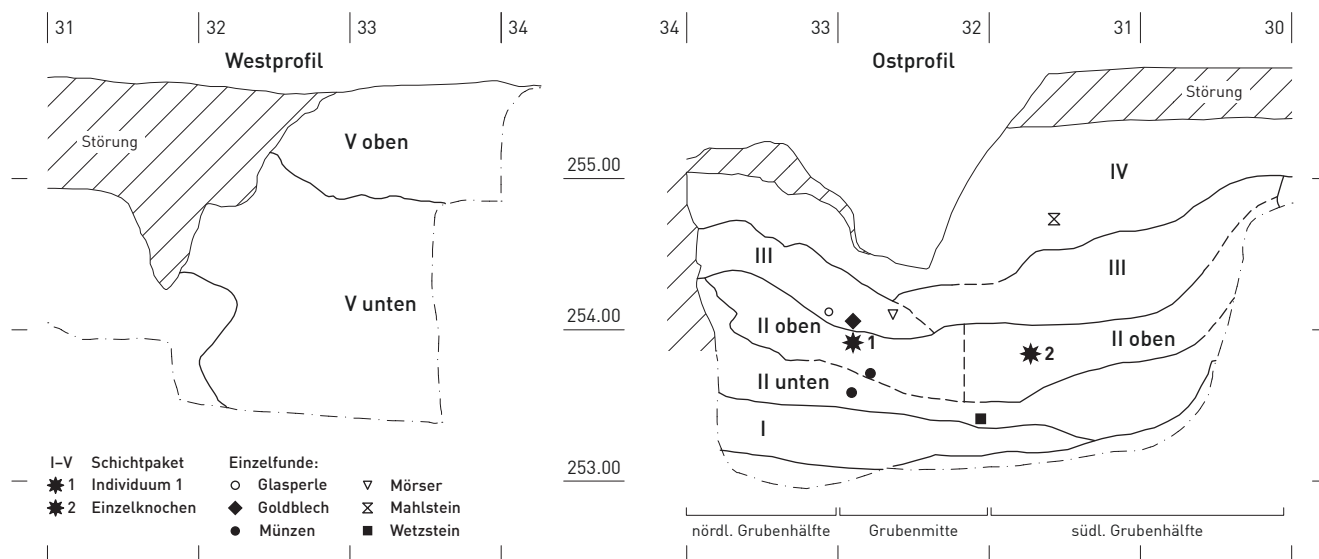 31 32 33 34 34 33 32 31 30
Westprofil Ostprofil
Störung
Störung
V oben
255.00
IV
III
III
V unten
254.00
II oben
1
2
II oben
II unten
I
253.00
I–V Schichtpaket
1 Individuum 1
2 Einzelknochen
Einzelfunde:
Glasperle
Goldblech
Münzen
Mörser
Mahlstein
Wetzstein
nördl. Grubenhälfte Grubenmitte südl. Grubenhälfte